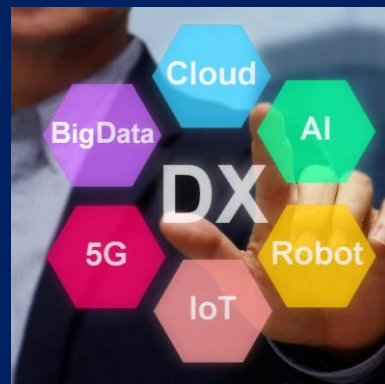 Cloud
BigData
AI
DX
5G
Robot
IoT